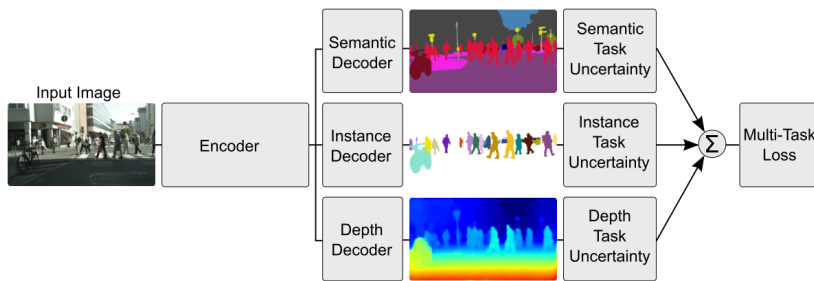 Input Image
Encoder
Semantic
Decoder
Instance
Decoder
Depth
Decoder
Semantic
Task
Uncertainty
Instance
Task
Uncertainty
Depth
Task
Uncertainty
Σ
Multi-Task
Loss